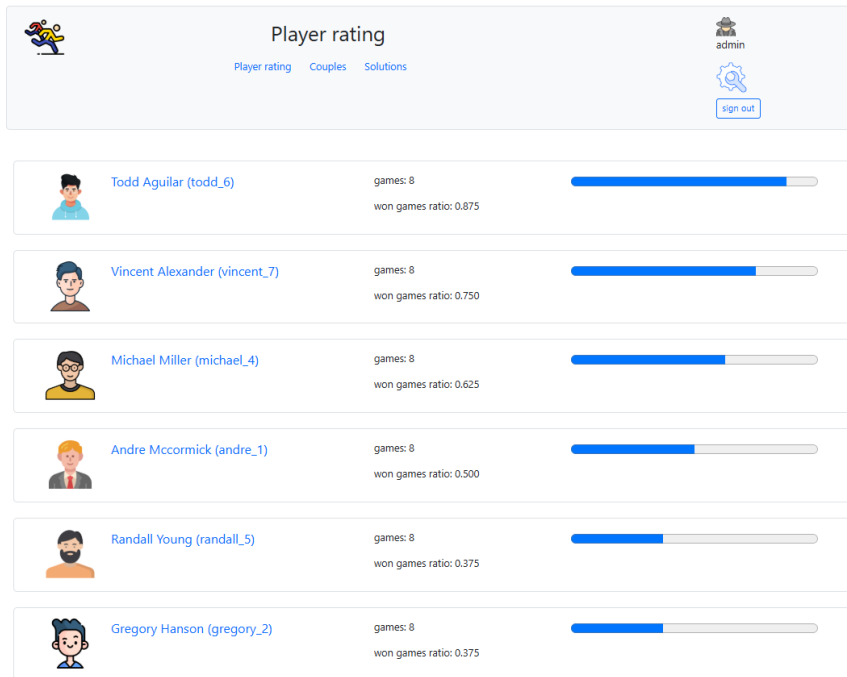 Player rating
admin
Player rating Couples Solutions
sign out
Todd Aguilar (todd_6)
games: 8
won games ratio: 0.875
Vincent Alexander (vincent_7)
games: 8
won games ratio: 0.750
Michael Miller (michael_4)
games: 8
won games ratio: 0.625
Andre Mccormick (andre_1)
games: 8
won games ratio: 0.500
Randall Young (randall_5)
games: 8
won games ratio: 0.375
Gregory Hanson (gregory_2)
games: 8
won games ratio: 0.375